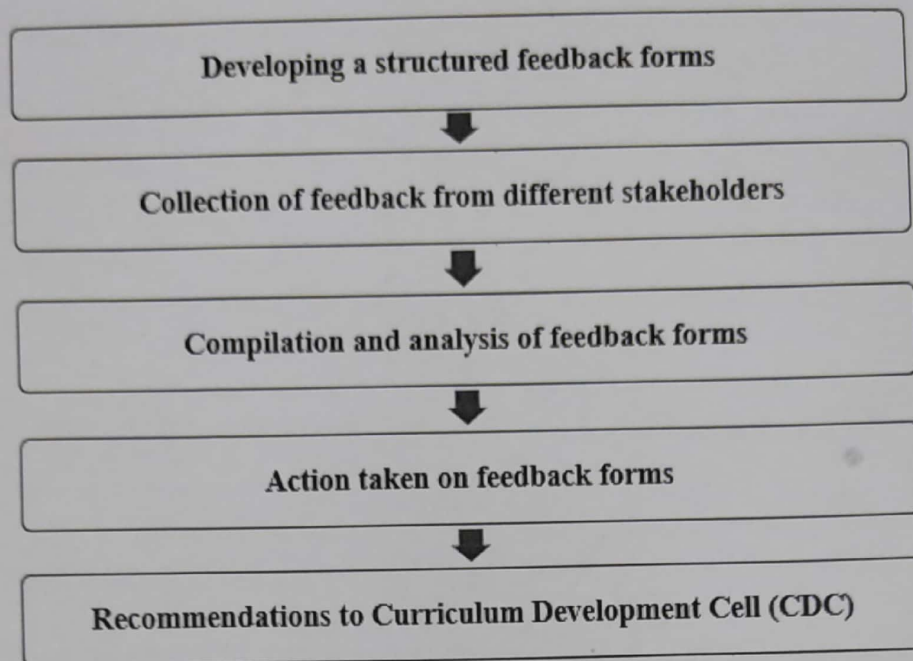 Developing a structured feedback forms
Collection of feedback from different stakeholders
Compilation and analysis of feedback forms
Action taken on feedback forms
Recommendations to Curriculum Development Cell (CDC)